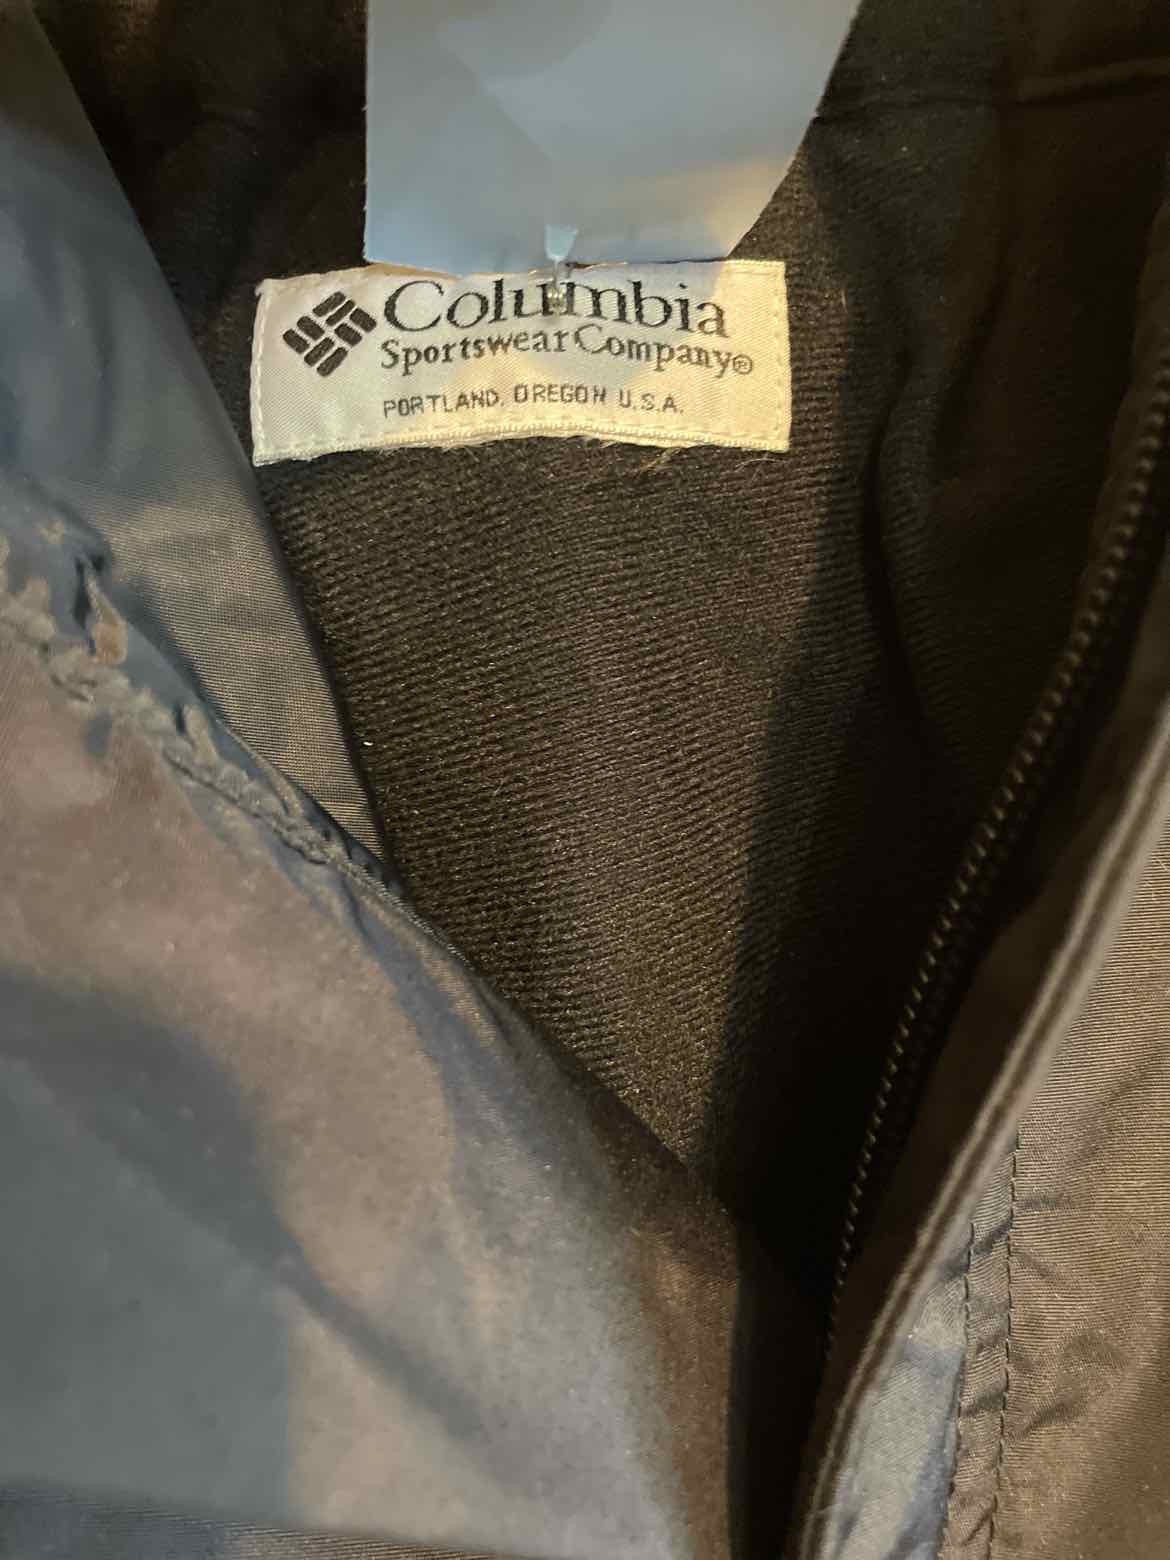 Columbia
Sportswear Company®
PORTLAND, OREGON U.S.A.